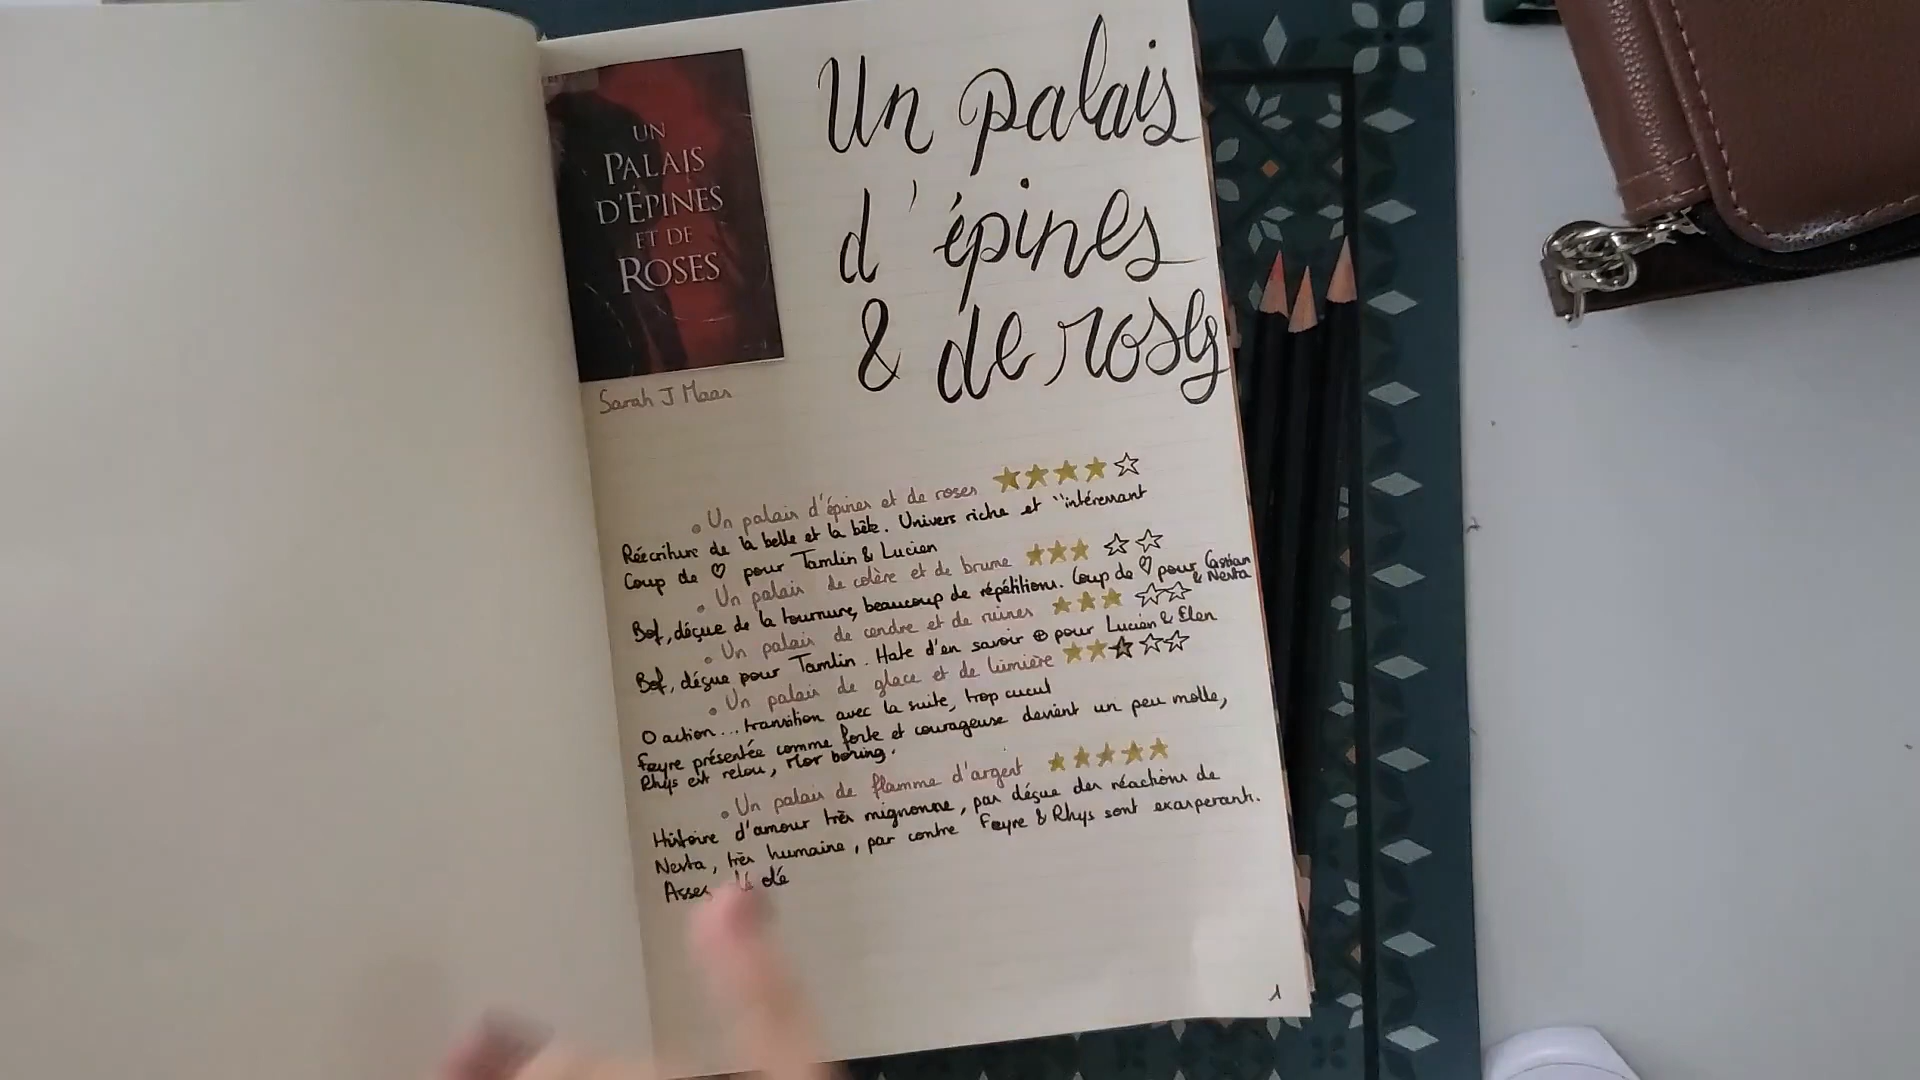 UN
PALAIS
D'ÉPINES
ET DE
ROSES
Un palais
d'épines
& de roses
Sarah J Maas
Un palais d'épines et de roses
Réecriture de la belle et la bête. Univers riche et intéressant
Coup de ♡ pour Tamlin & Lucien
Un palais de colère et de brume
Bof, déçue de la tournure, beaucoup de répétitions. Coup de ♡ pour Cassian
& Nesta
Un palais de cendre et de ruines
Bof, déçue pour Tamlin. Hate d'en savoir ⊕ pour Lucien & Elen
Un palais de glace et de lumière
0 action... transition avec la suite, trop cucul
Feyre présentée comme forte et courageuse devient un peu molle,
Rhys est relou, Mor boring.
Un palais de flamme d'argent
Histoire d'amour très mignonne, pas déçue des réactions de
Nesta, très humaine, par contre Feyre & Rhys sont exasperants.
Assez dé
1